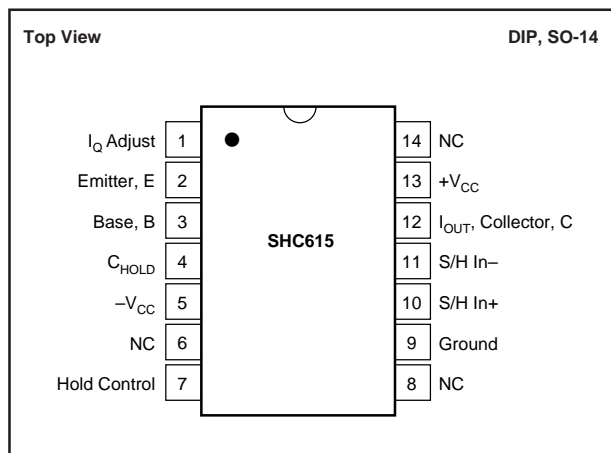 Top View
DIP, SO-14
I_Q Adjust 1
Emitter, E 2
Base, B 3
C_HOLD 4
–V_CC 5
NC 6
Hold Control 7
SHC615
14 NC
13 +V_CC
12 I_OUT, Collector, C
11 S/H In–
10 S/H In+
9 Ground
8 NC